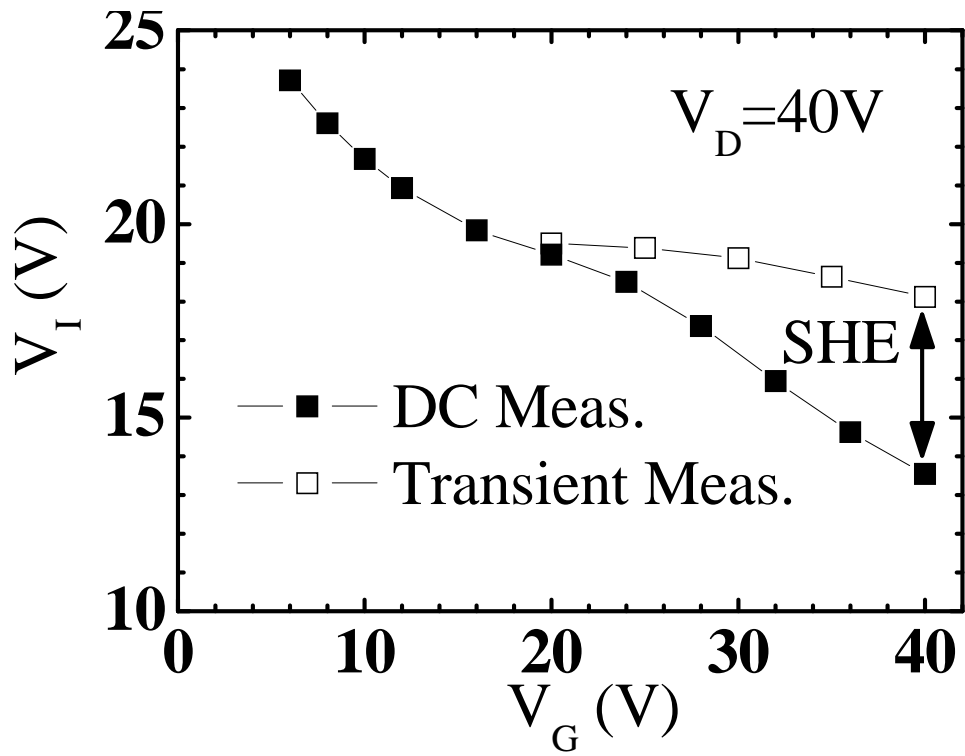 25
20
15
10
0 10 20 30 40
V_I (V)
V_G (V)
V_D=40V
SHE
DC Meas.
Transient Meas.